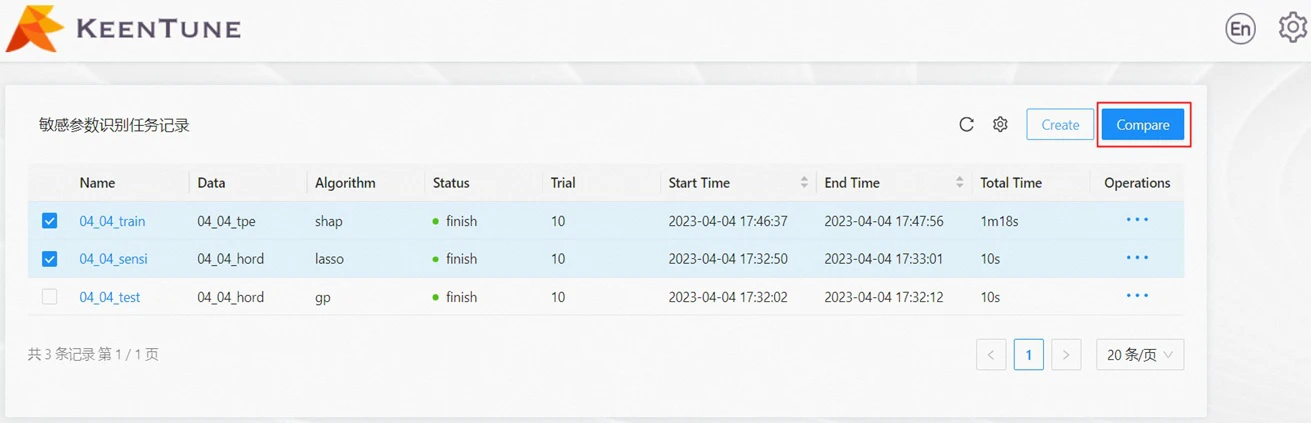 KEENTUNE
En
敏感参数识别任务记录
Create
Compare
Name Data Algorithm Status Trial Start Time End Time Total Time Operations
04_04_train 04_04_tpe shap finish 10 2023-04-04 17:46:37 2023-04-04 17:47:56 1m18s
04_04_sensi 04_04_hord lasso finish 10 2023-04-04 17:32:50 2023-04-04 17:33:01 10s
04_04_test 04_04_hord gp finish 10 2023-04-04 17:32:02 2023-04-04 17:32:12 10s
共 3 条记录 第 1 / 1 页
1
20 条/页